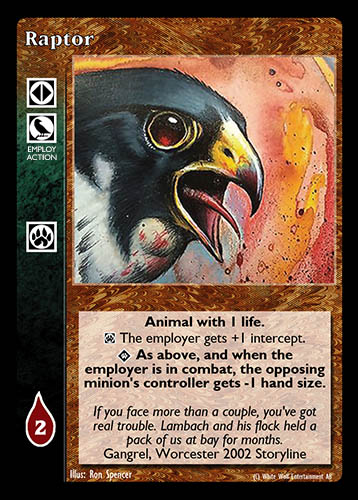 Raptor
EMPLOY
ACTION
Animal with 1 life.
The employer gets +1 intercept.
As above, and when the
employer is in combat, the opposing
minion's controller gets -1 hand size.
If you face more than a couple, you've got
real trouble. Lambach and his flock held a
pack of us at bay for months.
Gangrel, Worcester 2002 Storyline
2
Illus: Ron Spencer
(C) White Wolf Entertainment AB